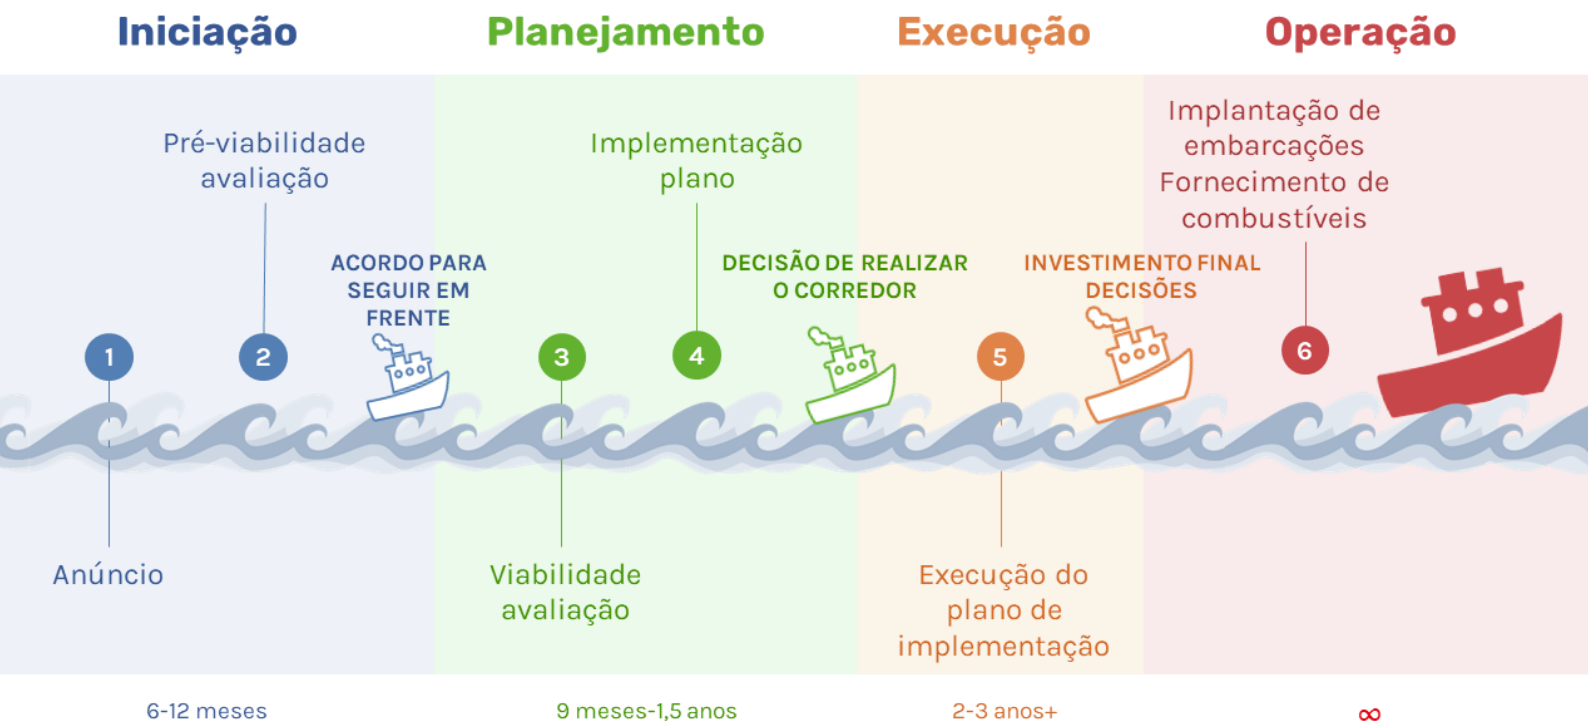 Iniciação
Planejamento
Execução
Operação
Pré-viabilidade
avaliação
Implementação
plano
Implantação de
embarcações
Fornecimento de
combustíveis
ACORDO PARA
SEGUIR EM
FRENTE
DECISÃO DE REALIZAR
O CORREDOR
INVESTIMENTO FINAL
DECISÕES
1
2
3
4
5
6
Anúncio
Viabilidade
avaliação
Execução do
plano de
implementação
6-12 meses
9 meses-1,5 anos
2-3 anos+
∞